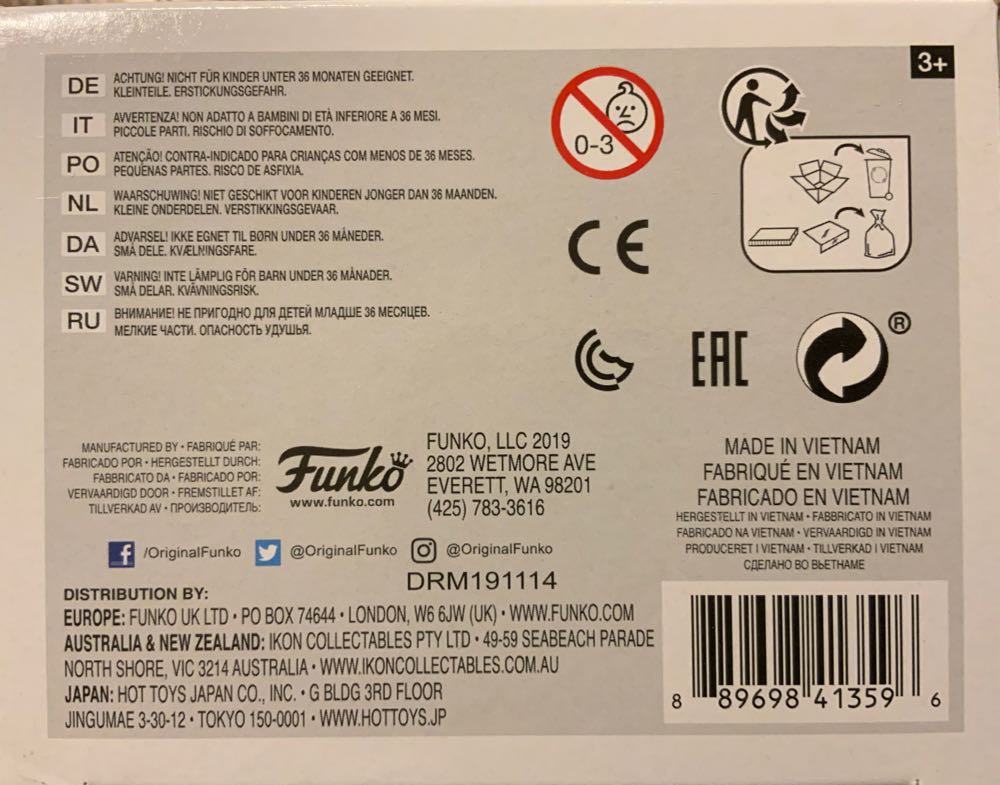 3+
DE
ACHTUNG! NICHT FÜR KINDER UNTER 36 MONATEN GEEIGNET.
KLEINTEILE. ERSTICKUNGSGEFAHR.
IT
AVVERTENZA! NON ADATTO A BAMBINI DI ETÀ INFERIORE A 36 MESI.
PICCOLE PARTI. RISCHIO DI SOFFOCAMENTO.
PO
ATENÇÃO! CONTRA-INDICADO PARA CRIANÇAS COM MENOS DE 36 MESES.
PEQUENAS PARTES. RISCO DE ASFIXIA.
NL
WAARSCHUWING! NIET GESCHIKT VOOR KINDEREN JONGER DAN 36 MAANDEN.
KLEINE ONDERDELEN. VERSTIKKINGSGEVAAR.
DA
ADVARSEL! IKKE EGNET TIL BØRN UNDER 36 MÅNEDER.
SMÅ DELE. KVÆLNINGSFARE.
SW
VARNING! INTE LÄMPLIG FÖR BARN UNDER 36 MÅNADER.
SMÅ DELAR. KVÄVNINGSRISK.
RU
ВНИМАНИЕ! НЕ ПРИГОДНО ДЛЯ ДЕТЕЙ МЛАДШЕ 36 МЕСЯЦЕВ.
МЕЛКИЕ ЧАСТИ. ОПАСНОСТЬ УДУШЬЯ.
0-3
CE
EAC
®
MANUFACTURED BY • FABRIQUÉ PAR:
FABRICADO POR • HERGESTELLT DURCH:
FABBRICATO DA • FABRICADO POR:
VERVAARDIGD DOOR • FREMSTILLET AF:
TILLVERKAD AV • ПРОИЗВОДИТЕЛЬ:
Funko
www.funko.com
FUNKO, LLC 2019
2802 WETMORE AVE
EVERETT, WA 98201
(425) 783-3616
MADE IN VIETNAM
FABRIQUÉ EN VIETNAM
FABRICADO EN VIETNAM
HERGESTELLT IN VIETNAM • FABBRICATO IN VIETNAM
FABRICADO NA VIETNAM • VERVAARDIGD IN VIETNAM
PRODUCERET I VIETNAM • TILLVERKAD I VIETNAM
СДЕЛАНО ВО ВЬЕТНАМЕ
f /OriginalFunko @OriginalFunko @OriginalFunko
DRM191114
DISTRIBUTION BY:
EUROPE: FUNKO UK LTD • PO BOX 74644 • LONDON, W6 6JW (UK) • WWW.FUNKO.COM
AUSTRALIA & NEW ZEALAND: IKON COLLECTABLES PTY LTD • 49-59 SEABEACH PARADE
NORTH SHORE, VIC 3214 AUSTRALIA • WWW.IKONCOLLECTABLES.COM.AU
JAPAN: HOT TOYS JAPAN CO., INC. • G BLDG 3RD FLOOR
JINGUMAE 3-30-12 • TOKYO 150-0001 • WWW.HOTTOYS.JP
8 89698 41359 6